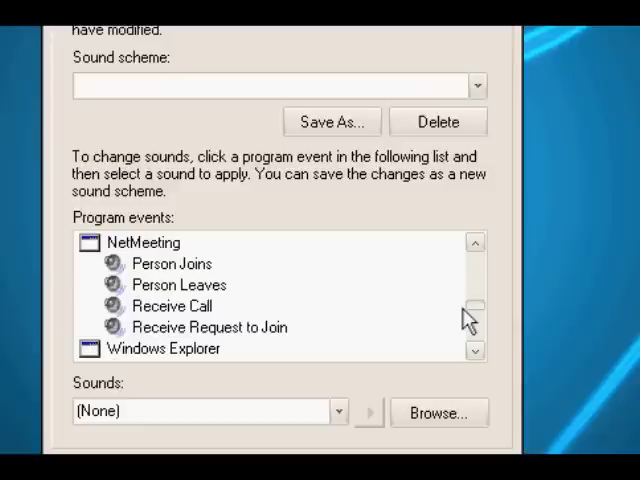 have modified.
Sound scheme:
Save As...
Delete
To change sounds, click a program event in the following list and
then select a sound to apply. You can save the changes as a new
sound scheme.
Program events:
NetMeeting
Person Joins
Person Leaves
Receive Call
Receive Request to Join
Windows Explorer
Sounds:
(None)
Browse...